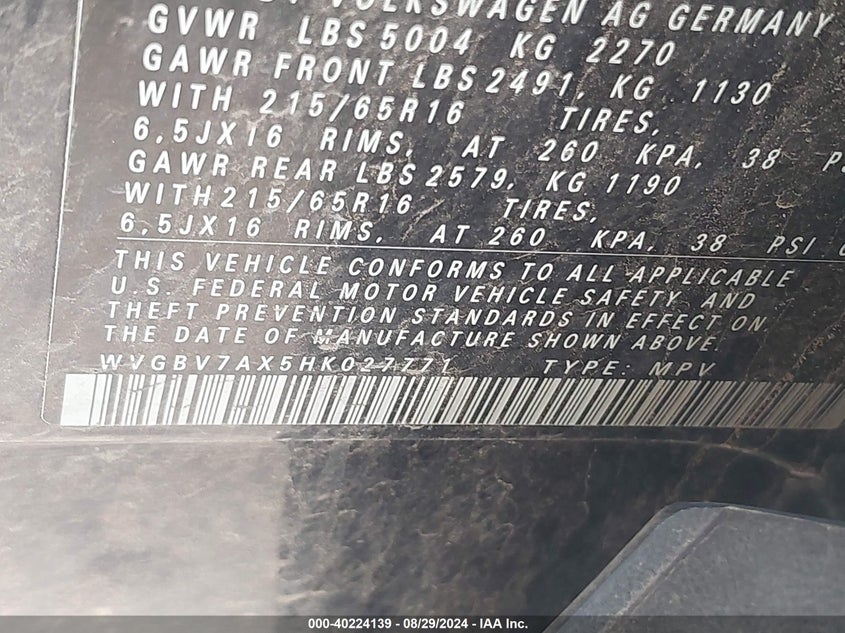 VOLKSWAGEN AG GERMANY
GVWR LBS 5004 KG 2270
GAWR FRONT LBS 2491, KG 1130
WITH 215/65R16 TIRES,
6,5JX16 RIMS, AT 260 KPA, 38
GAWR REAR LBS 2579, KG 1190
WITH 215/65R16 TIRES,
6,5JX16 RIMS, AT 260 KPA, 38 PSI
THIS VEHICLE CONFORMS TO ALL APPLICABLE
U.S. FEDERAL MOTOR VEHICLE SAFETY AND
THEFT PREVENTION STANDARDS IN EFFECT ON
THE DATE OF MANUFACTURE SHOWN ABOVE.
WVGBV7AX5HK027771 TYPE: MPV
000-40224139 - 08/29/2024 - IAA Inc.